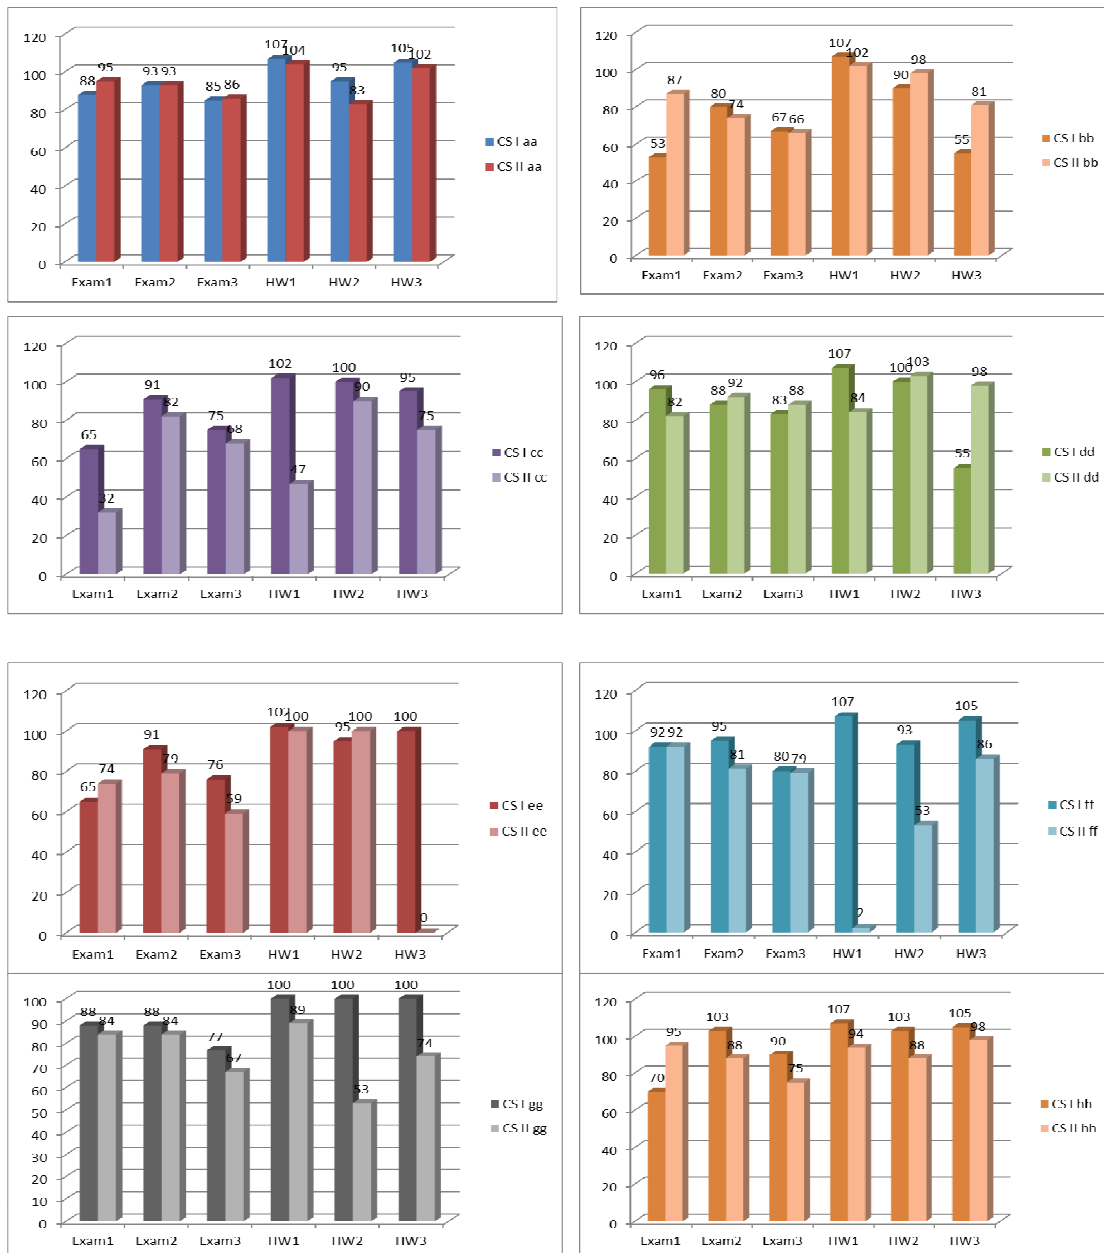 120
100
80
60
40
20
0
88 95 93 93 85 86 107 104 95 83 105 102
Exam1 Exam2 Exam3 HW1 HW2 HW3
CS I aa
CS II aa
120
100
80
60
40
20
0
53 87 80 74 67 66 107 102 90 98 55 81
Exam1 Exam2 Exam3 HW1 HW2 HW3
CS I bb
CS II bb
120
100
80
60
40
20
0
65 32 91 82 75 68 102 47 100 90 95 75
Exam1 Exam2 Exam3 HW1 HW2 HW3
CS I cc
CS II cc
120
100
80
60
40
20
0
96 82 88 92 83 88 107 84 100 103 55 98
Exam1 Exam2 Exam3 HW1 HW2 HW3
CS I dd
CS II dd
120
100
80
60
40
20
0
65 74 91 79 76 59 102 100 95 100 100 0
Exam1 Exam2 Exam3 HW1 HW2 HW3
CS I ee
CS II ee
120
100
80
60
40
20
0
92 92 95 81 80 79 107 2 93 53 105 86
Exam1 Exam2 Exam3 HW1 HW2 HW3
CS I ff
CS II ff
100
90
80
70
60
50
40
30
20
10
0
88 84 88 84 77 67 100 89 100 53 100 74
Exam1 Exam2 Exam3 HW1 HW2 HW3
CS I gg
CS II gg
120
100
80
60
40
20
0
70 95 103 88 90 75 107 94 103 88 105 98
Exam1 Exam2 Exam3 HW1 HW2 HW3
CS I hh
CS II hh